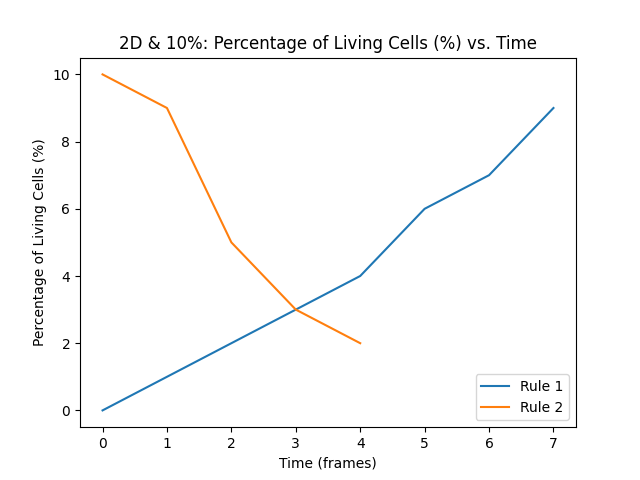 2D & 10%: Percentage of Living Cells (%) vs. Time
Percentage of Living Cells (%)
10
8
6
4
2
0
0 1 2 3 4 5 6 7
Time (frames)
Rule 1
Rule 2